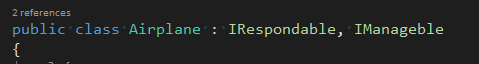 2 references
public class Airplane : IRespondable, IManageble
{